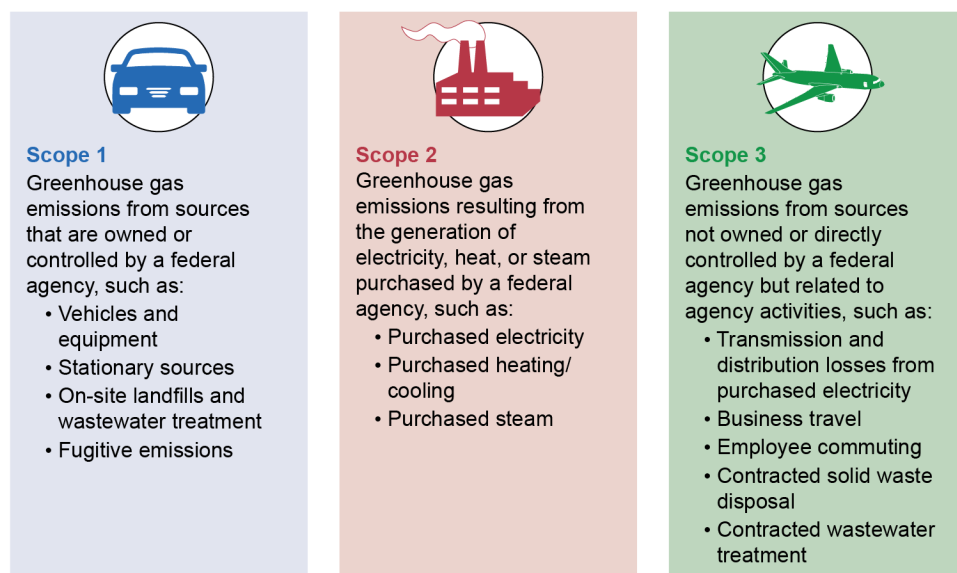 Scope 1
Greenhouse gas
emissions from sources
that are owned or
controlled by a federal
agency, such as:
• Vehicles and
equipment
• Stationary sources
• On-site landfills and
wastewater treatment
• Fugitive emissions
Scope 2
Greenhouse gas
emissions resulting from
the generation of
electricity, heat, or steam
purchased by a federal
agency, such as:
• Purchased electricity
• Purchased heating/
cooling
• Purchased steam
Scope 3
Greenhouse gas
emissions from sources
not owned or directly
controlled by a federal
agency but related to
agency activities, such as:
• Transmission and
distribution losses from
purchased electricity
• Business travel
• Employee commuting
• Contracted solid waste
disposal
• Contracted wastewater
treatment